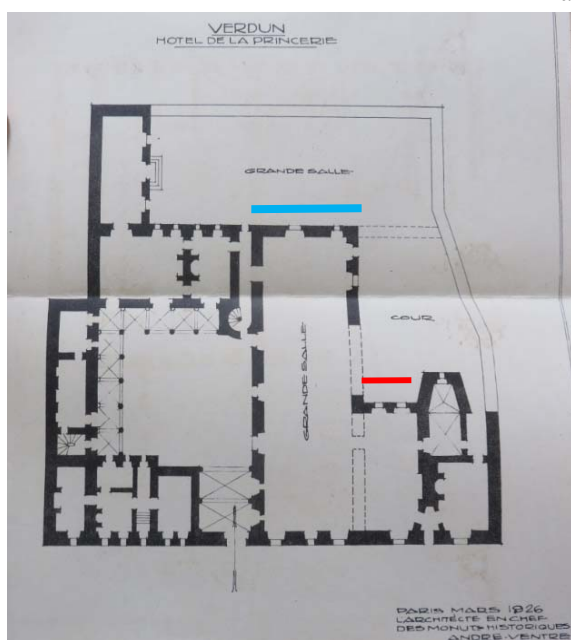 VERDUN
HOTEL DE LA PRINCERIE
GRANDE SALLE
COUR
GRANDE SALLE
PARIS MARS 1926
L'ARCHITECTE EN CHEF
DES MONUTS HISTORIQUES
ANDRE VENTRE